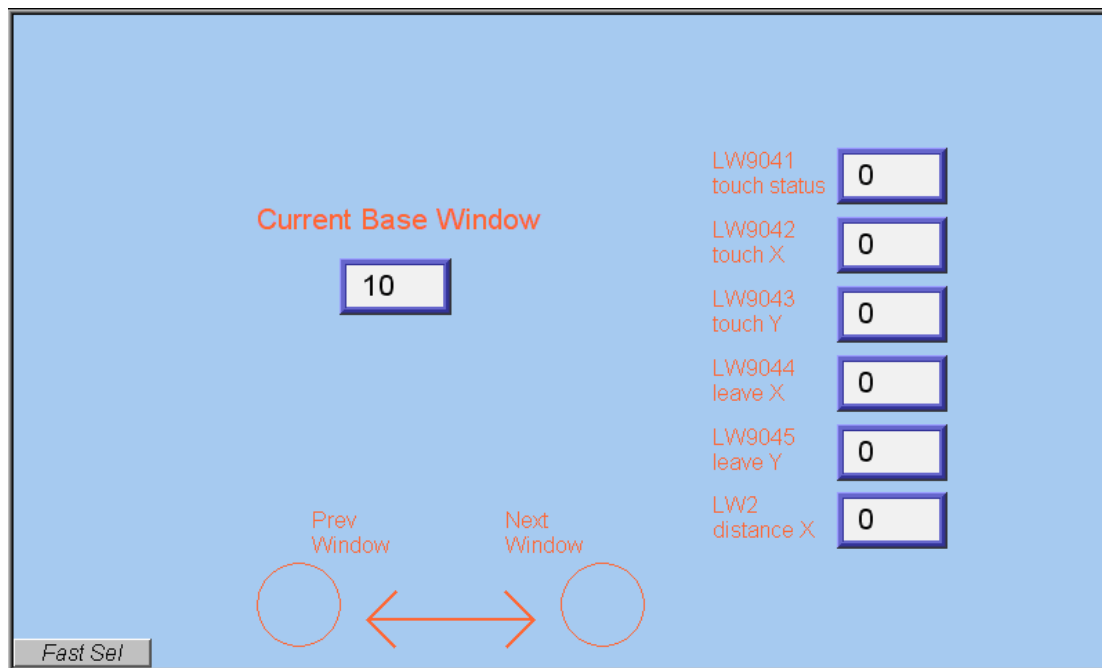 Current Base Window
10
LW9041
touch status
0
LW9042
touch X
0
LW9043
touch Y
0
LW9044
leave X
0
LW9045
leave Y
0
LW2
distance X
0
Prev
Window
Next
Window
Fast Sel